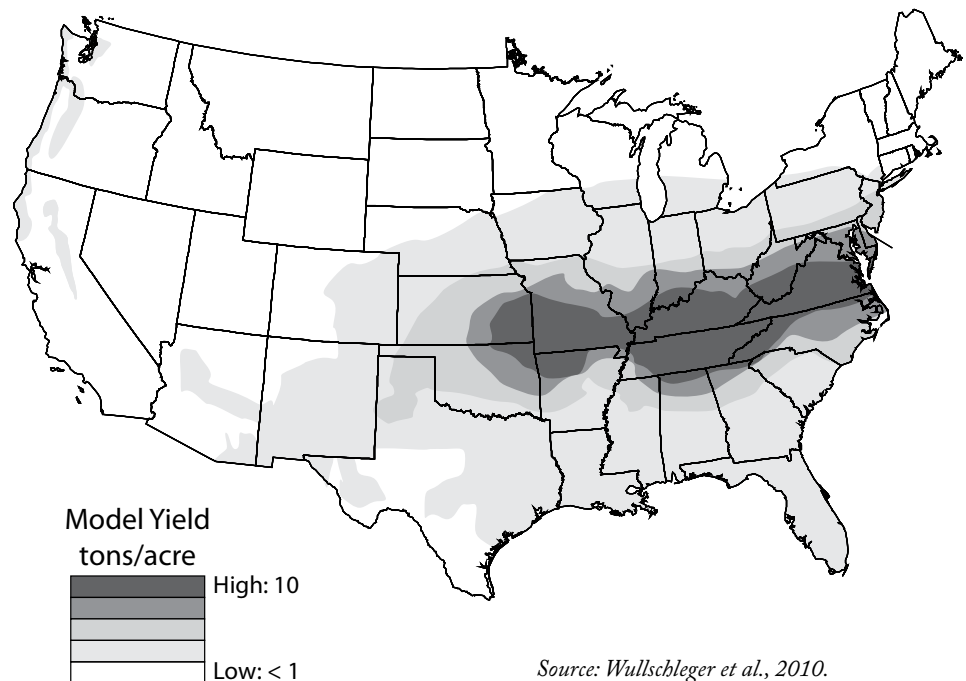 Model Yield
tons/acre
High: 10
Low: < 1
Source: Wullschleger et al., 2010.